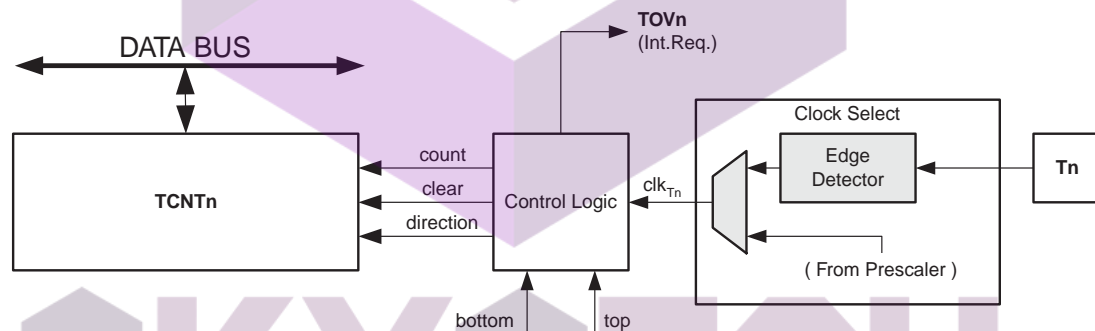 TOVn
(Int.Req.)
DATA BUS
Clock Select
TCNTn
count
clear
direction
Control Logic
clkTn
Edge
Detector
Tn
( From Prescaler )
bottom
top